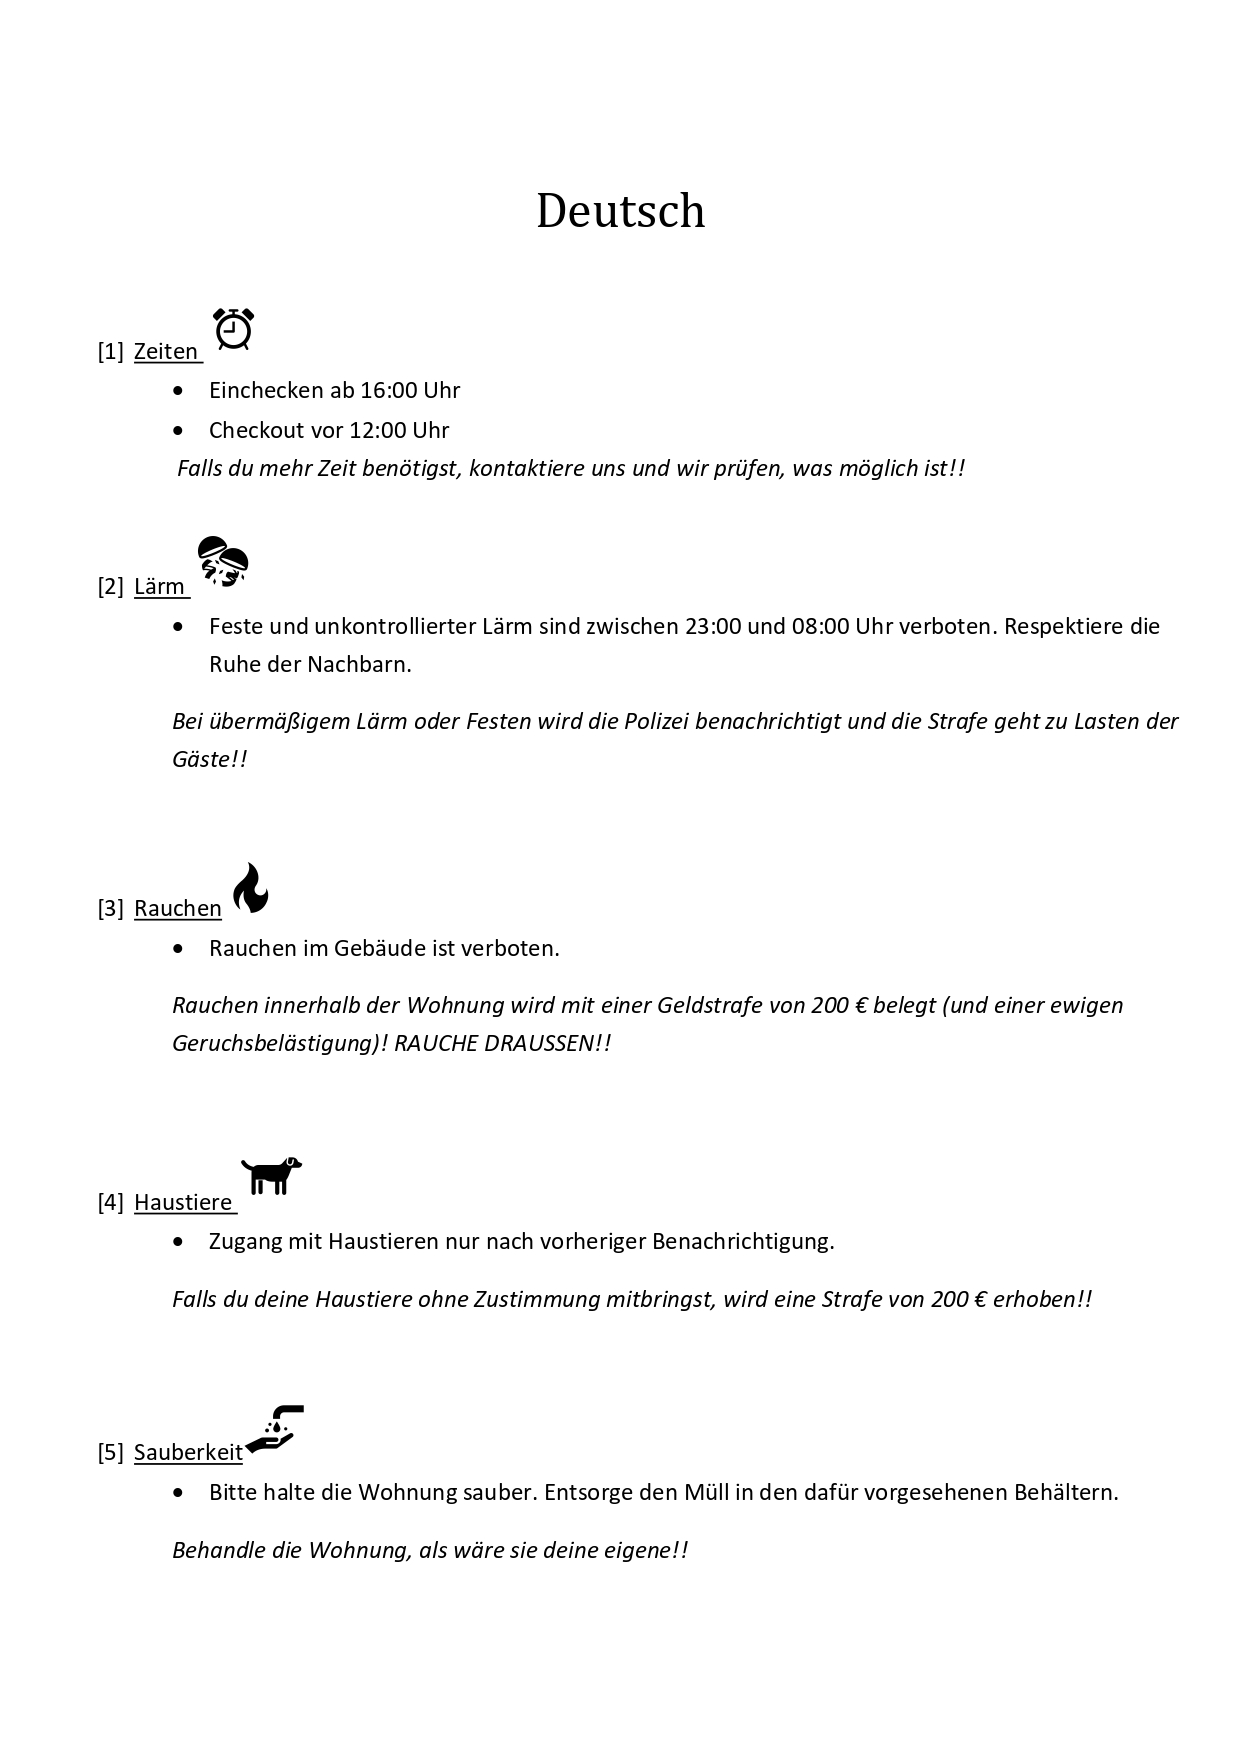 Deutsch
[1] Zeiten
• Einchecken ab 16:00 Uhr
• Checkout vor 12:00 Uhr
Falls du mehr Zeit benötigst, kontaktiere uns und wir prüfen, was möglich ist!!
[2] Lärm
• Feste und unkontrollierter Lärm sind zwischen 23:00 und 08:00 Uhr verboten. Respektiere die
Ruhe der Nachbarn.
Bei übermäßigem Lärm oder Festen wird die Polizei benachrichtigt und die Strafe geht zu Lasten der
Gäste!!
[3] Rauchen
• Rauchen im Gebäude ist verboten.
Rauchen innerhalb der Wohnung wird mit einer Geldstrafe von 200 € belegt (und einer ewigen
Geruchsbelästigung)! RAUCHE DRAUSSEN!!
[4] Haustiere
• Zugang mit Haustieren nur nach vorheriger Benachrichtigung.
Falls du deine Haustiere ohne Zustimmung mitbringst, wird eine Strafe von 200 € erhoben!!
[5] Sauberkeit
• Bitte halte die Wohnung sauber. Entsorge den Müll in den dafür vorgesehenen Behältern.
Behandle die Wohnung, als wäre sie deine eigene!!